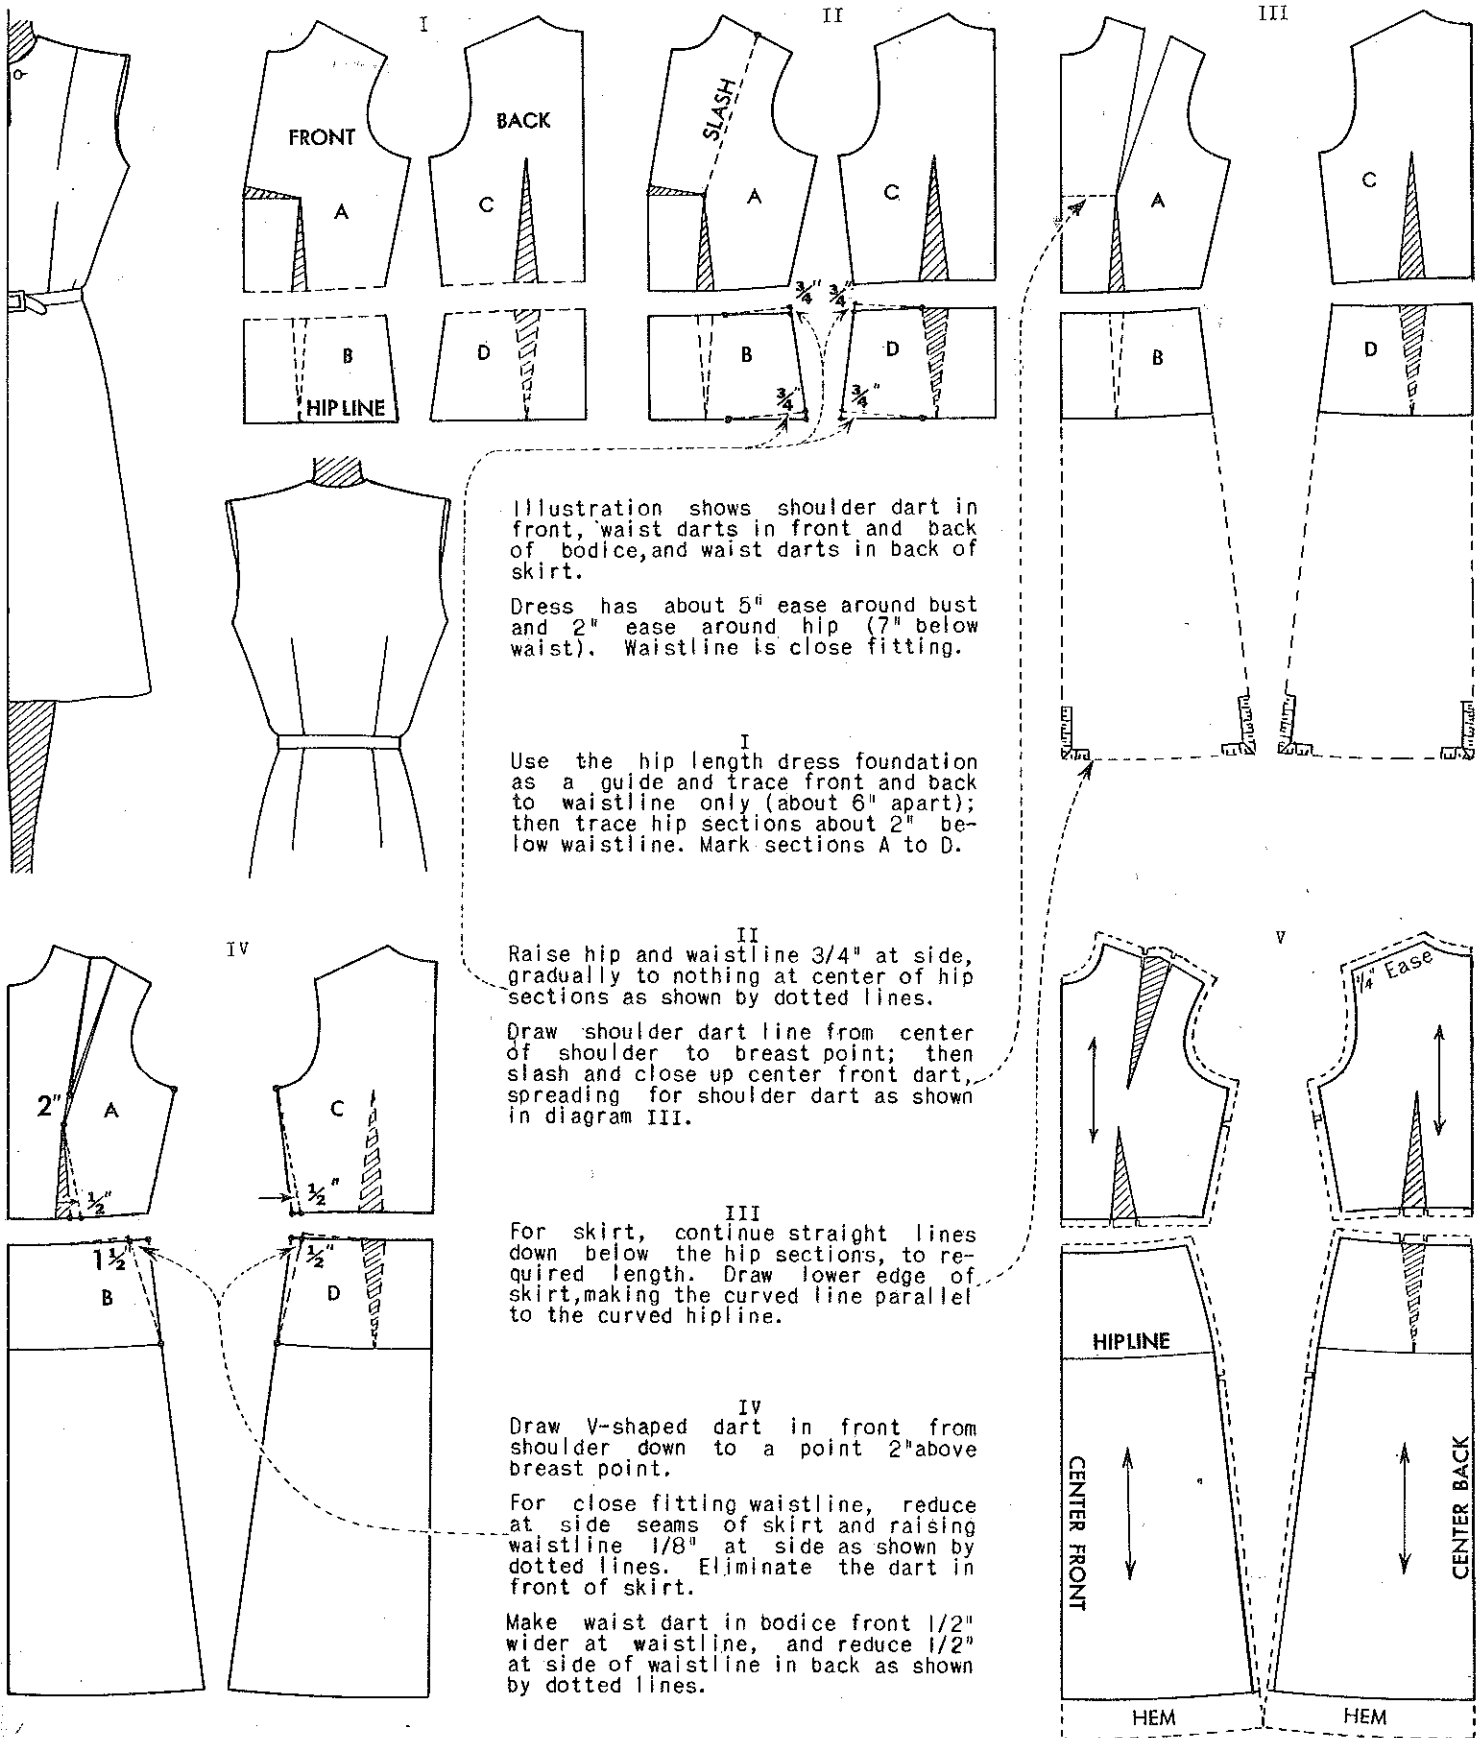 I
FRONT
BACK
A
C
B
D
HIP LINE
II
SLASH
A
C
3/4" 3/4"
B
D
3/4" 3/4"
III
A
C
B
D
Illustration shows shoulder dart in
front, waist darts in front and back
of bodice, and waist darts in back of
skirt.
Dress has about 5" ease around bust
and 2" ease around hip (7" below
waist). Waistline is close fitting.
I
Use the hip length dress foundation
as a guide and trace front and back
to waistline only (about 6" apart);
then trace hip sections about 2" be-
low waistline. Mark sections A to D.
II
Raise hip and waistline 3/4" at side,
gradually to nothing at center of hip
sections as shown by dotted lines.
Draw shoulder dart line from center
of shoulder to breast point; then
slash and close up center front dart,
spreading for shoulder dart as shown
in diagram III.
III
For skirt, continue straight lines
down below the hip sections, to re-
quired length. Draw lower edge of
skirt, making the curved line parallel
to the curved hipline.
IV
Draw V-shaped dart in front from
shoulder down to a point 2" above
breast point.
For close fitting waistline, reduce
at side seams of skirt and raising
waistline 1/8" at side as shown by
dotted lines. Eliminate the dart in
front of skirt.
Make waist dart in bodice front 1/2"
wider at waistline, and reduce 1/2"
at side of waistline in back as shown
by dotted lines.
IV
2"
A
C
1/2"
1/2"
1 1/2
1/2"
B
D
V
1/4" Ease
HIPLINE
CENTER FRONT
CENTER BACK
HEM
HEM